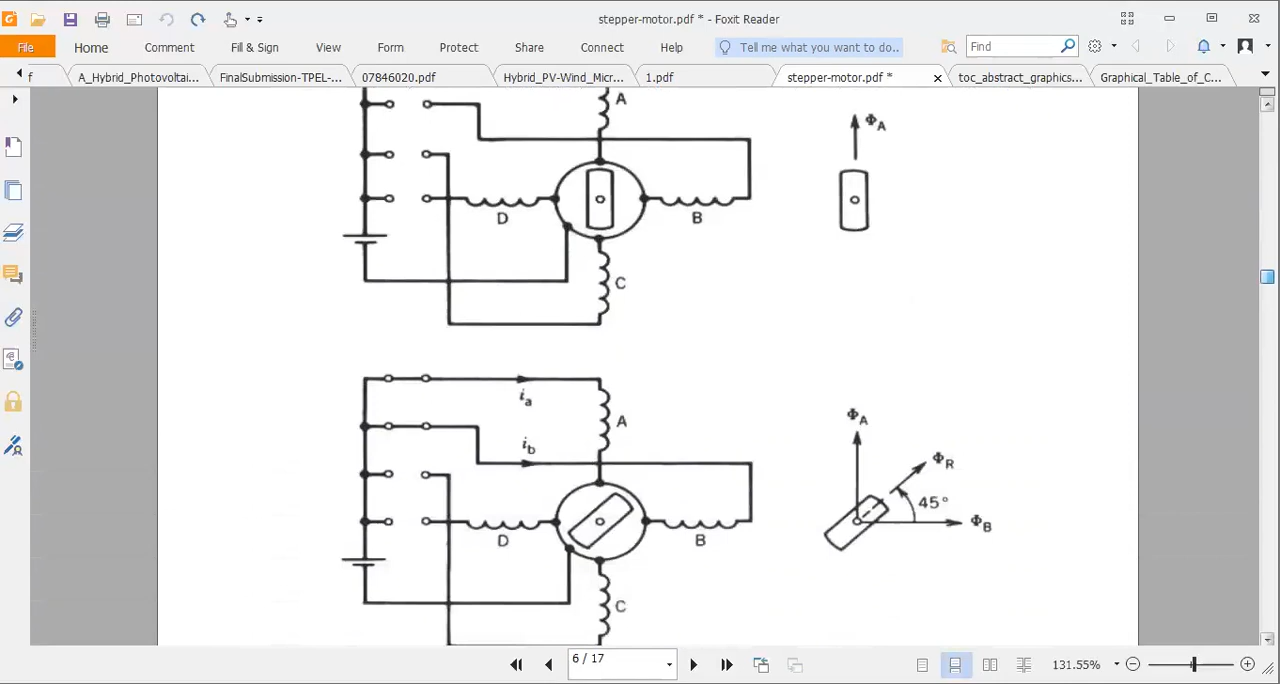 stepper-motor.pdf * - Foxit Reader
File Home Comment Fill & Sign View Form Protect Share Connect Help Tell me what you want to do.. Find
f A_Hybrid_Photovoltai... FinalSubmission-TPEL-... 07846020.pdf Hybrid_PV-Wind_Micr... 1.pdf stepper-motor.pdf * toc_abstract_graphics... Graphical_Table_of_C...
A
Φ_A
D
B
C
i_a
A
Φ_A
i_b
Φ_R
45°
Φ_B
D
B
C
6 / 17
131.55%